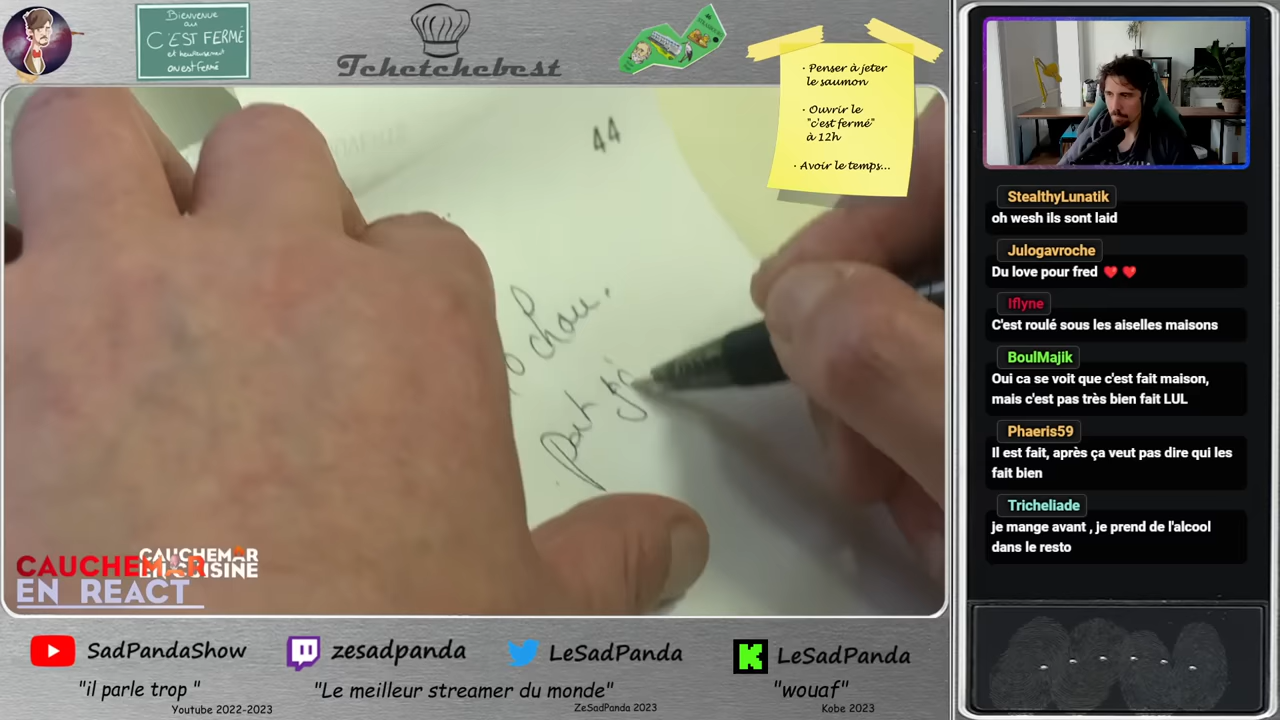 Bienvenue
au
C'EST FERMÉ
et heureusement
ouvestfermé
Tchetchebest
• Penser à jeter
le saumon
• Ouvrir le
"c'est fermé"
à 12h
• Avoir le temps...
44
chau.
part
CAUCHEMAR
EN CUISINE
CAUCHEMAR
EN REACT
StealthyLunatik
oh wesh ils sont laid
Julogavroche
Du love pour fred ❤️ ❤️
Iflyne
C'est roulé sous les aiselles maisons
BoulMajik
Oui ca se voit que c'est fait maison,
mais c'est pas très bien fait LUL
Phaeris59
Il est fait, après ça veut pas dire qui les
fait bien
Tricheliade
je mange avant , je prend de l'alcool
dans le resto
SadPandaShow
"il parle trop "
Youtube 2022-2023
zesadpanda
"Le meilleur streamer du monde"
ZeSadPanda 2023
LeSadPanda
LeSadPanda
"wouaf"
Kobe 2023